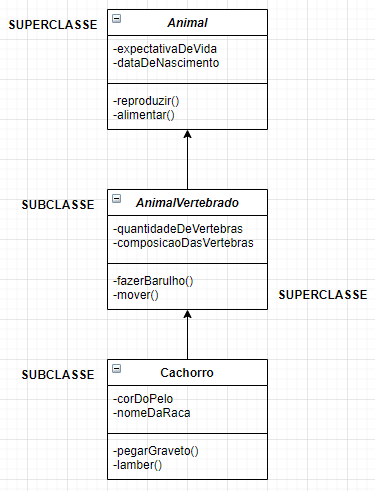 SUPERCLASSE
Animal
-expectativaDeVida
-dataDeNascimento
-reproduzir()
-alimentar()
SUBCLASSE
AnimalVertebrado
-quantidadeDeVertebras
-composicaoDasVertebras
-fazerBarulho()
-mover()
SUPERCLASSE
SUBCLASSE
Cachorro
-corDoPelo
-nomeDaRaca
-pegarGraveto()
-lamber()